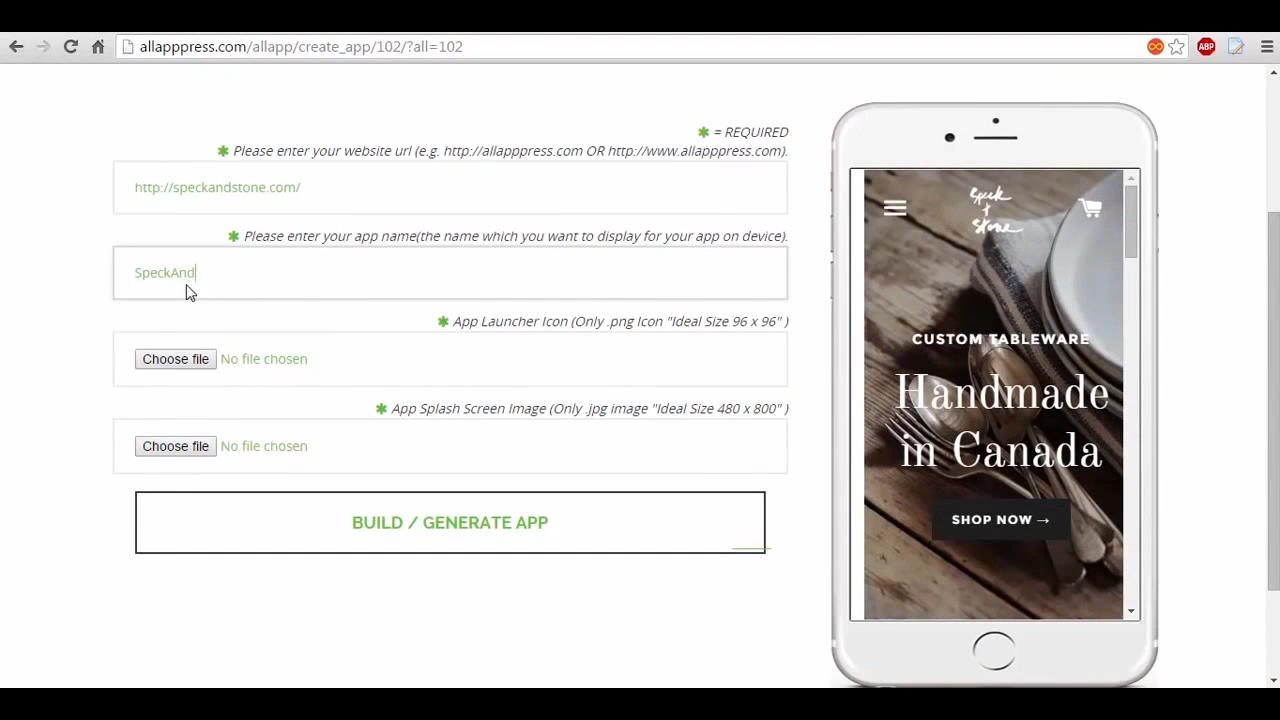 allapppress.com/allapp/create_app/102/?all=102
ABP
✱ = REQUIRED
✱ Please enter your website url (e.g. http://allapppress.com OR http://www.allapppress.com).
http://speckandstone.com/
✱ Please enter your app name(the name which you want to display for your app on device).
SpeckAnd
✱ App Launcher Icon (Only .png Icon "Ideal Size 96 x 96" )
Choose file No file chosen
✱ App Splash Screen Image (Only .jpg image "Ideal Size 480 x 800" )
Choose file No file chosen
BUILD / GENERATE APP
Speck
+
Stone
CUSTOM TABLEWARE
Handmade
in Canada
SHOP NOW →